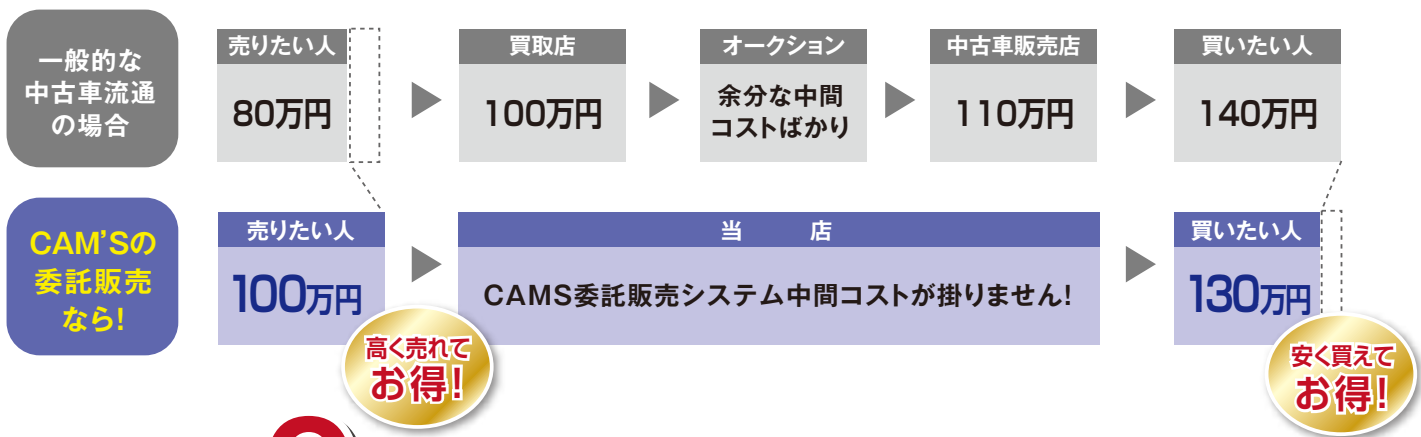 一般的な
中古車流通
の場合
売りたい人
80万円
買取店
100万円
オークション
余分な中間
コストばかり
中古車販売店
110万円
買いたい人
140万円
CAM'Sの
委託販売
なら!
売りたい人
100万円
高く売れて
お得!
当　店
CAMS委託販売システム中間コストが掛りません!
買いたい人
130万円
安く買えて
お得!